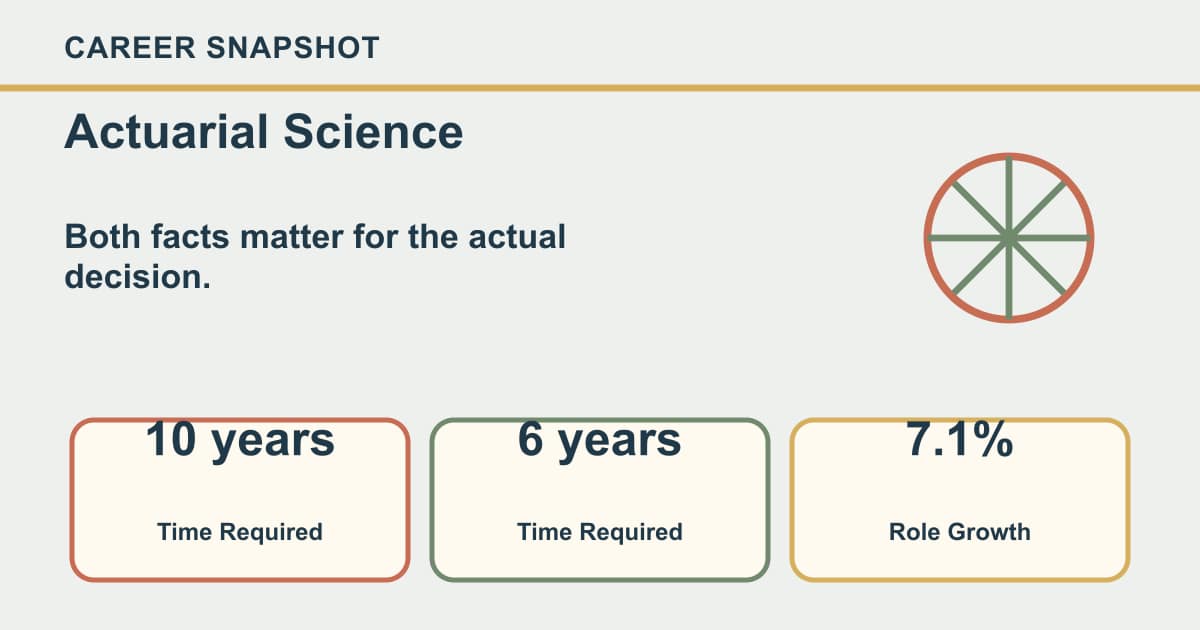 CAREER SNAPSHOT
Actuarial Science
Both facts matter for the actual
decision.
10 years
Time Required
6 years
Time Required
7.1%
Role Growth